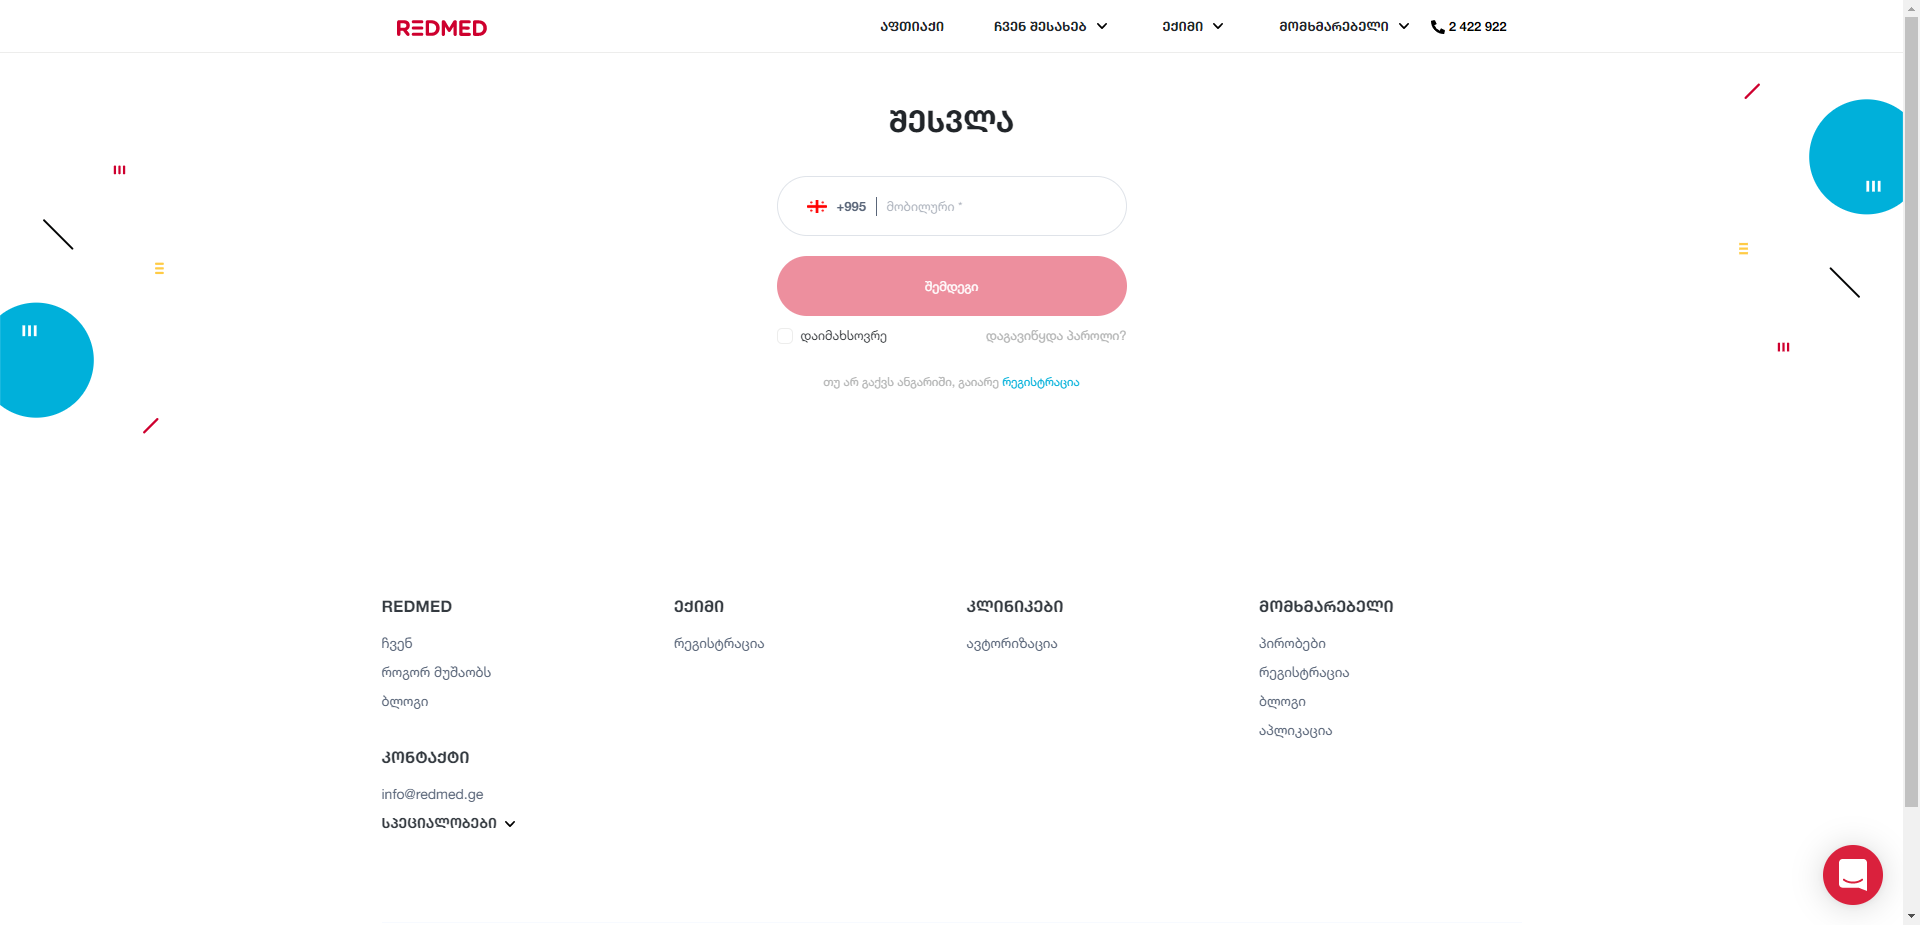 REDMED
აფთიაქი
ჩვენ შესახებ
ექიმი
მომხმარებელი
2 422 922
შესვლა
+995 მობილური *
შემდეგი
დაიმახსოვრე
დაგავიწყდა პაროლი?
თუ არ გაქვს ანგარიში, გაიარე რეგისტრაცია
REDMED
ჩვენ
როგორ მუშაობს
ბლოგი
ექიმი
რეგისტრაცია
კლინიკები
ავტორიზაცია
მომხმარებელი
პირობები
რეგისტრაცია
ბლოგი
აპლიკაცია
კონტაქტი
info@redmed.ge
სპეციალობები